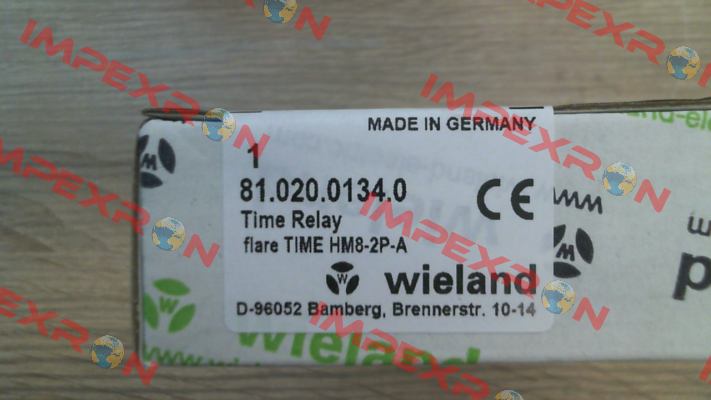 MADE IN GERMANY
1
81.020.0134.0
CE
Time Relay
flare TIME HM8-2P-A
wieland
D-96052 Bamberg, Brennerstr. 10-14
wieland
IMPEXRON